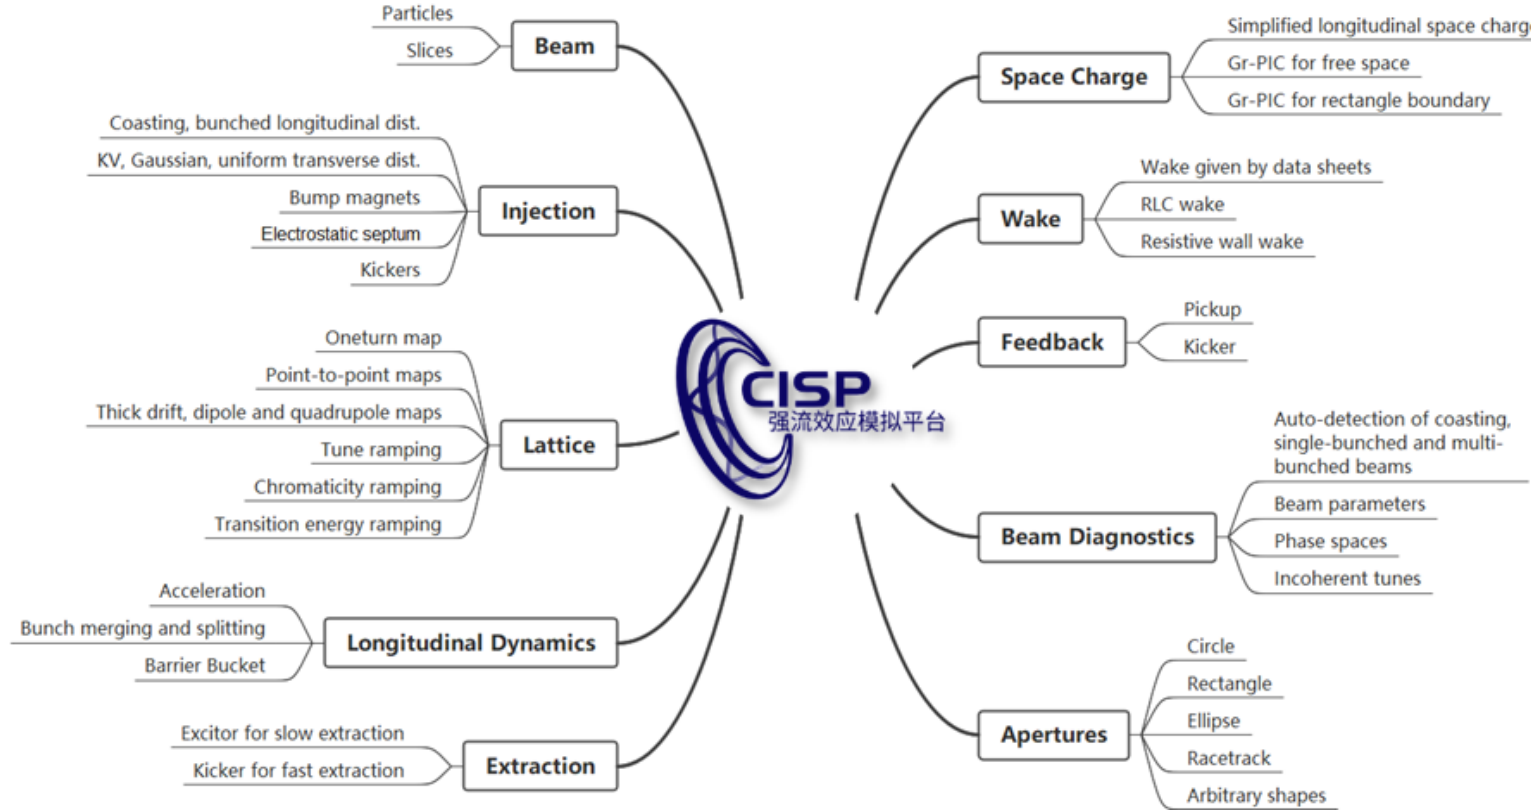 Particles
Slices
Beam
Coasting, bunched longitudinal dist.
KV, Gaussian, uniform transverse dist.
Bump magnets
Electrostatic septum
Kickers
Injection
Oneturn map
Point-to-point maps
Thick drift, dipole and quadrupole maps
Tune ramping
Chromaticity ramping
Transition energy ramping
Lattice
Acceleration
Bunch merging and splitting
Barrier Bucket
Longitudinal Dynamics
Excitor for slow extraction
Kicker for fast extraction
Extraction
CISP
强流效应模拟平台
Space Charge
Simplified longitudinal space charge
Gr-PIC for free space
Gr-PIC for rectangle boundary
Wake
Wake given by data sheets
RLC wake
Resistive wall wake
Feedback
Pickup
Kicker
Beam Diagnostics
Auto-detection of coasting,
single-bunched and multi-
bunched beams
Beam parameters
Phase spaces
Incoherent tunes
Apertures
Circle
Rectangle
Ellipse
Racetrack
Arbitrary shapes